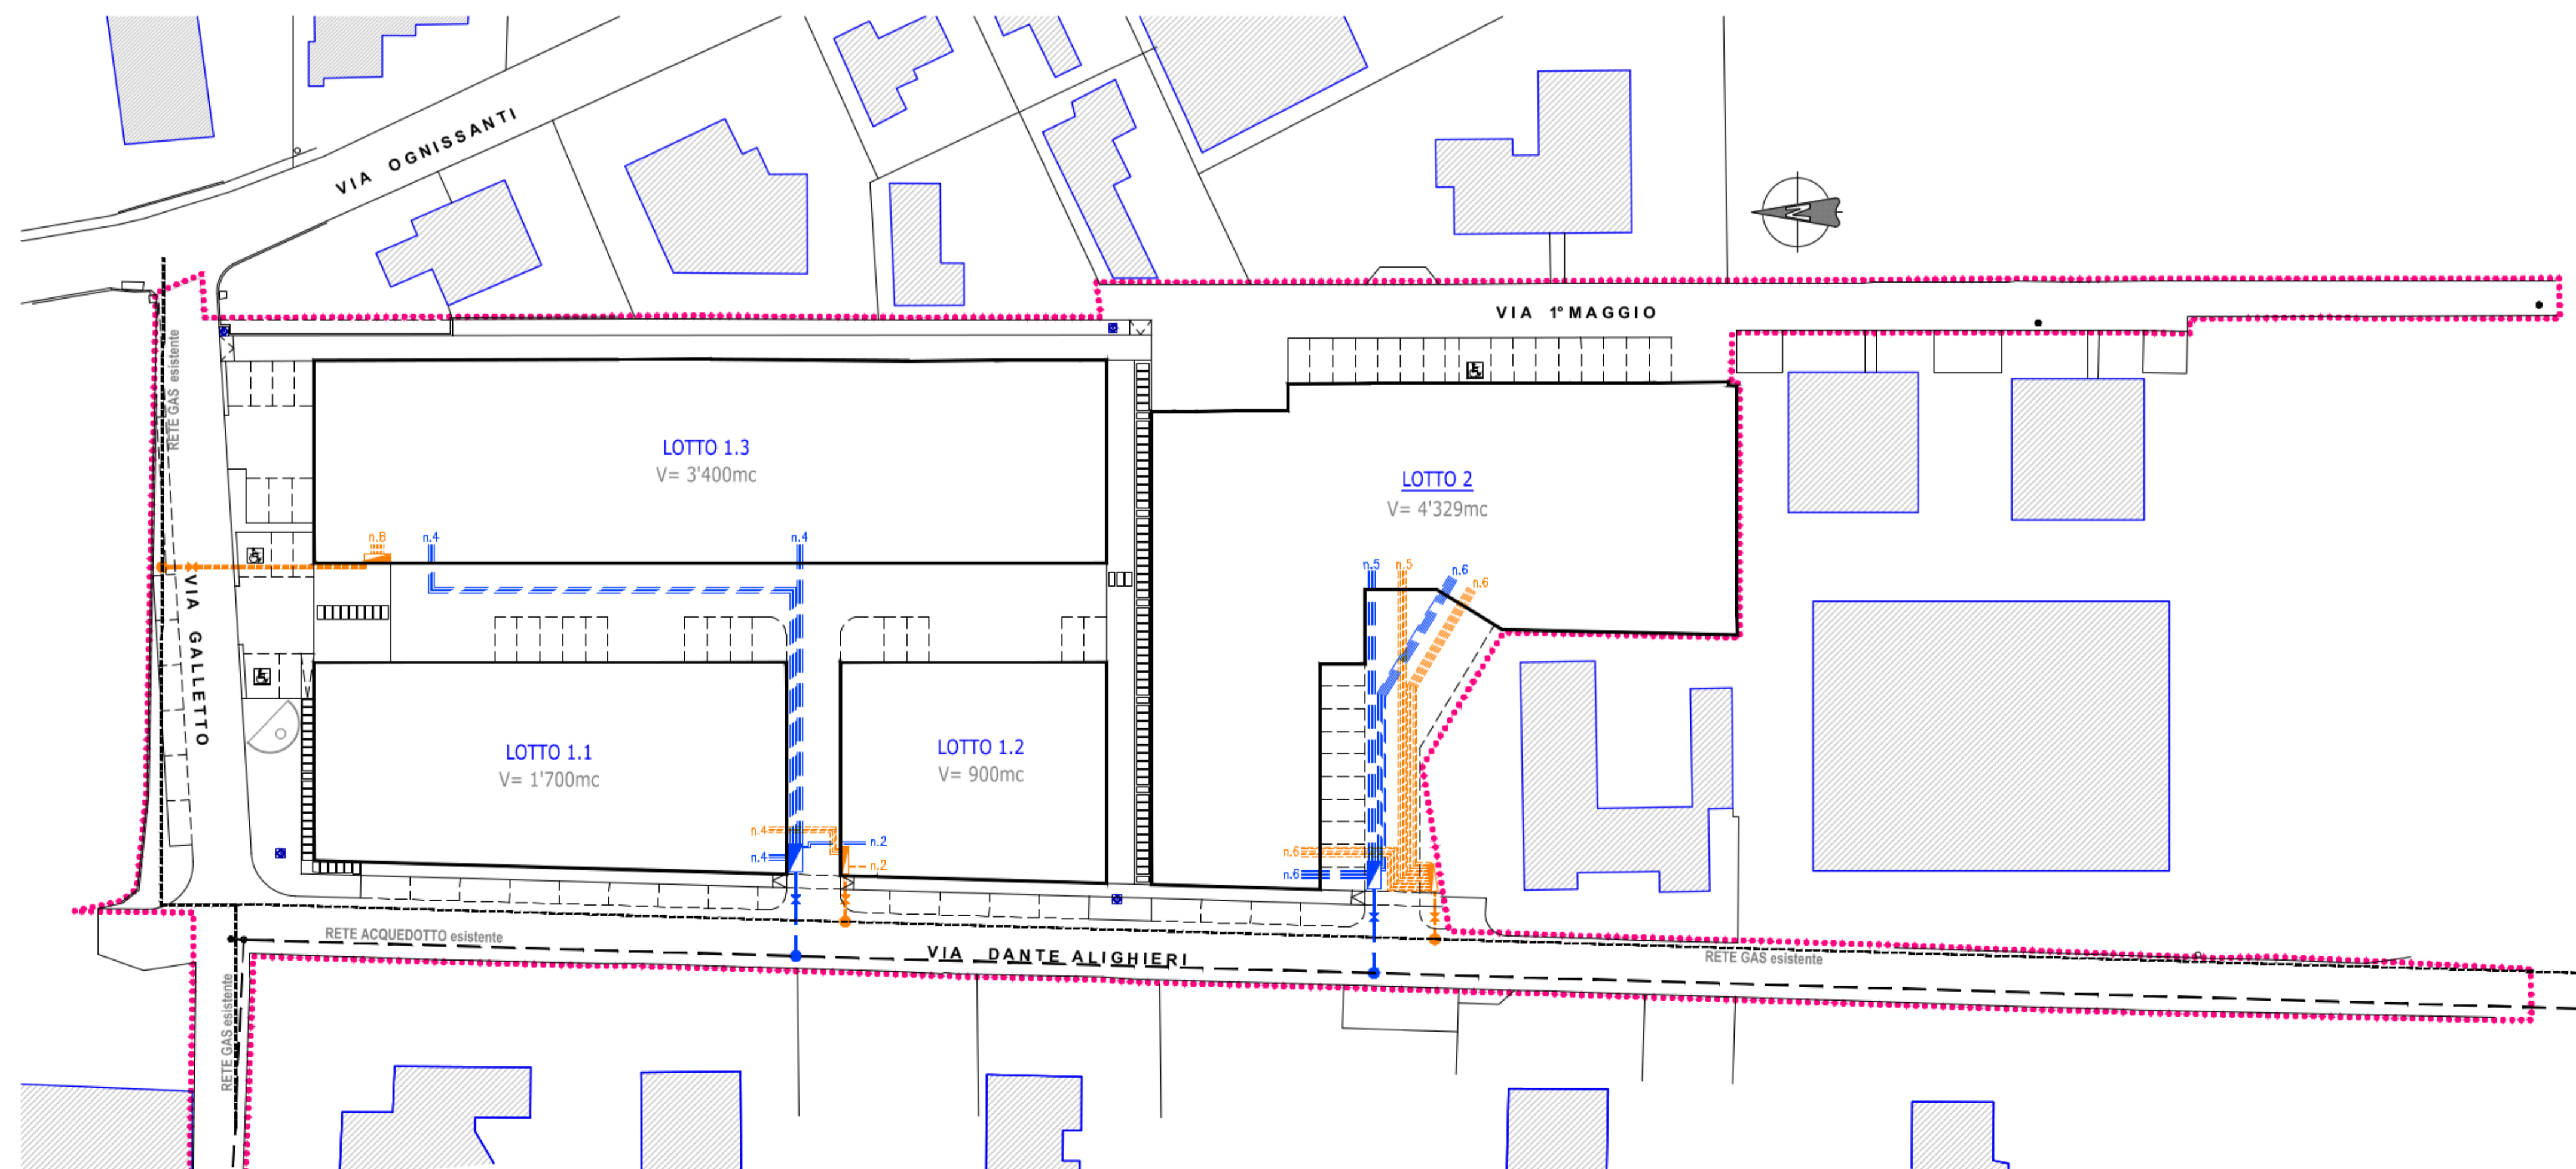 VIA OGNISSANTI
N
VIA 1° MAGGIO
RETE GAS esistente
LOTTO 1.3
V= 3'400mc
LOTTO 2
V= 4'329mc
n.8
n.4
n.4
n.5
n.5
n.6
n.6
VIA GALLETTO
LOTTO 1.1
V= 1'700mc
LOTTO 1.2
V= 900mc
n.4
n.4
n.2
n.2
n.6
n.6
RETE ACQUEDOTTO esistente
VIA DANTE ALIGHIERI
RETE GAS esistente
RETE GAS esistente